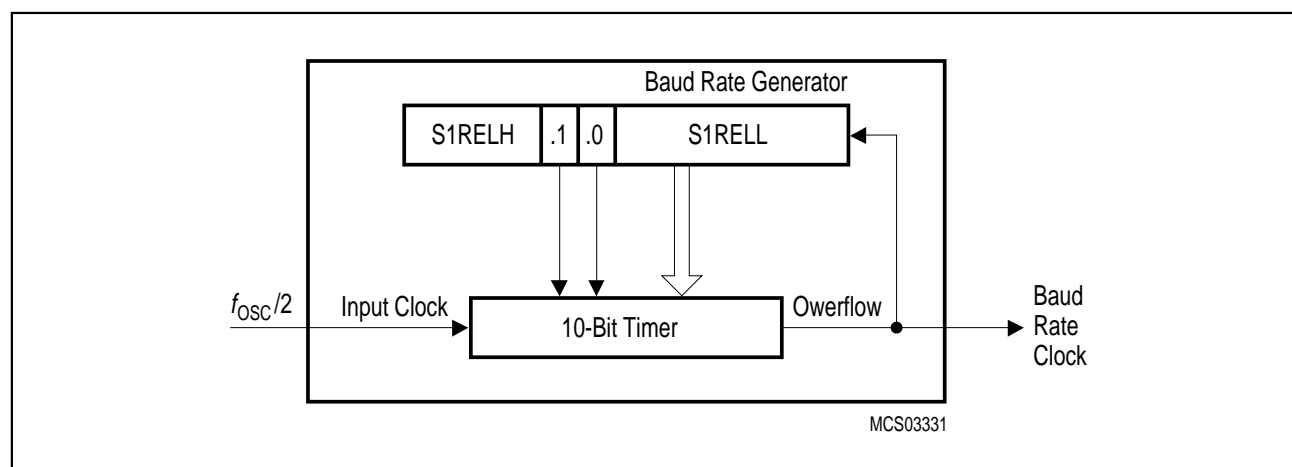 Baud Rate Generator
S1RELH .1 .0 S1RELL
fOSC/2 Input Clock 10-Bit Timer Owerflow Baud
Rate
Clock
MCS03331